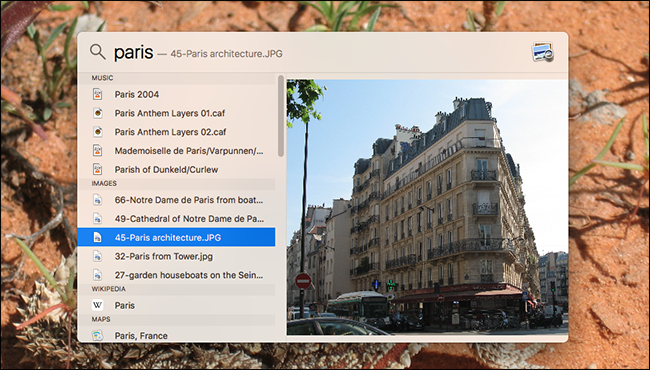 paris — 45-Paris architecture.JPG
MUSIC
Paris 2004
Paris Anthem Layers 01.caf
Paris Anthem Layers 02.caf
Mademoiselle de Paris/Varpunnen/...
Parish of Dunkeld/Curlew
IMAGES
66-Notre Dame de Paris from boat...
49-Cathedral of Notre Dame de Pa...
45-Paris architecture.JPG
32-Paris from Tower.jpg
27-garden houseboats on the Sein...
WIKIPEDIA
W Paris
MAPS
Paris, France